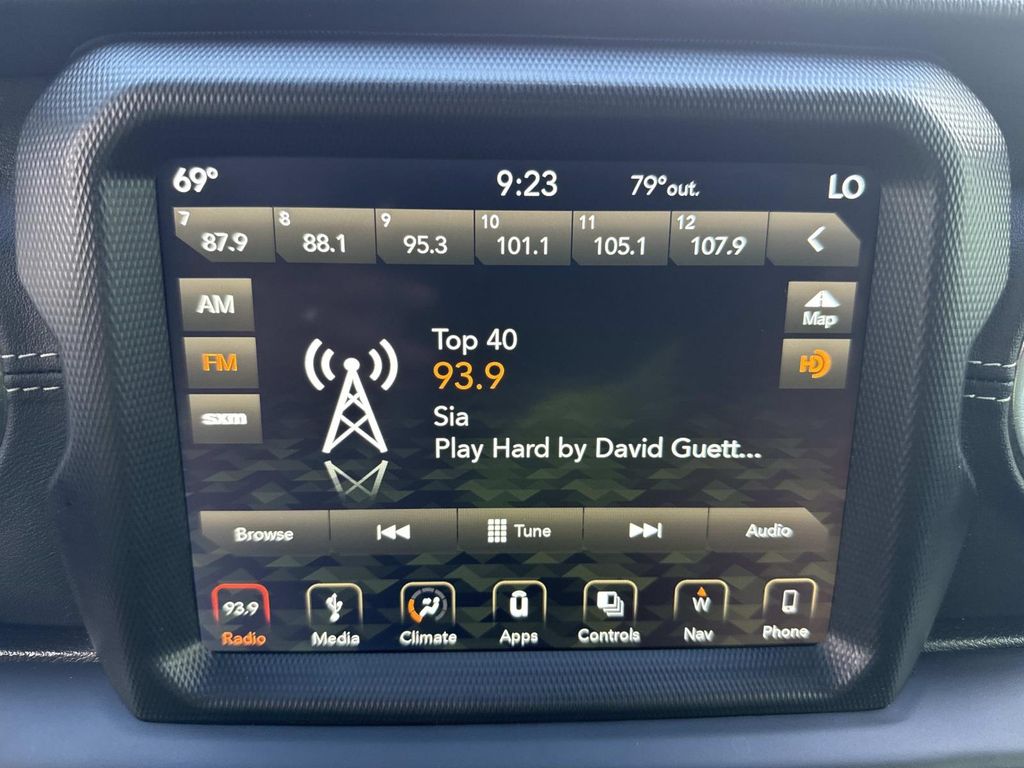 69° 9:23 79°out. LO
7 87.9 8 88.1 9 95.3 10 101.1 11 105.1 12 107.9
AM
Map
FM
HD
sxm
Top 40
93.9
Sia
Play Hard by David Guett...
Browse Tune Audio
93.9 W
Radio Media Climate Apps Controls Nav Phone